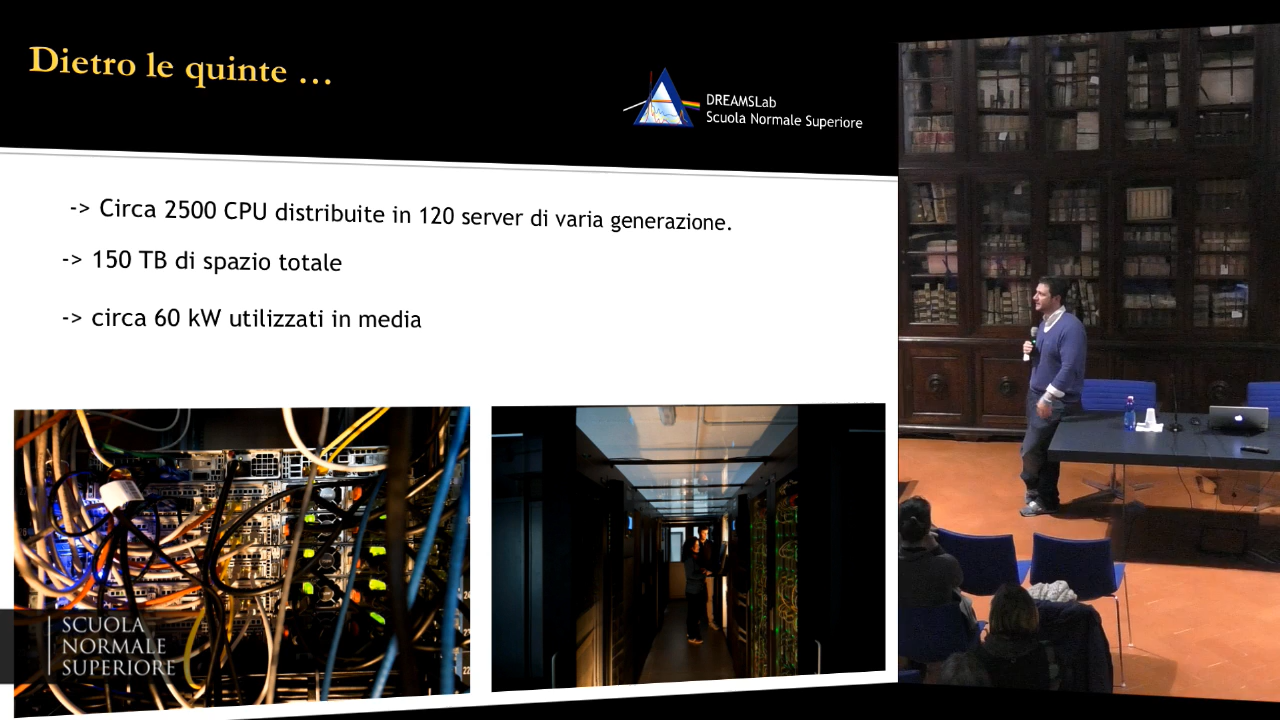 Dietro le quinte ...
DREAMSLab
Scuola Normale Superiore
-> Circa 2500 CPU distribuite in 120 server di varia generazione.
-> 150 TB di spazio totale
-> circa 60 kW utilizzati in media
SCUOLA
NORMALE
SUPERIORE